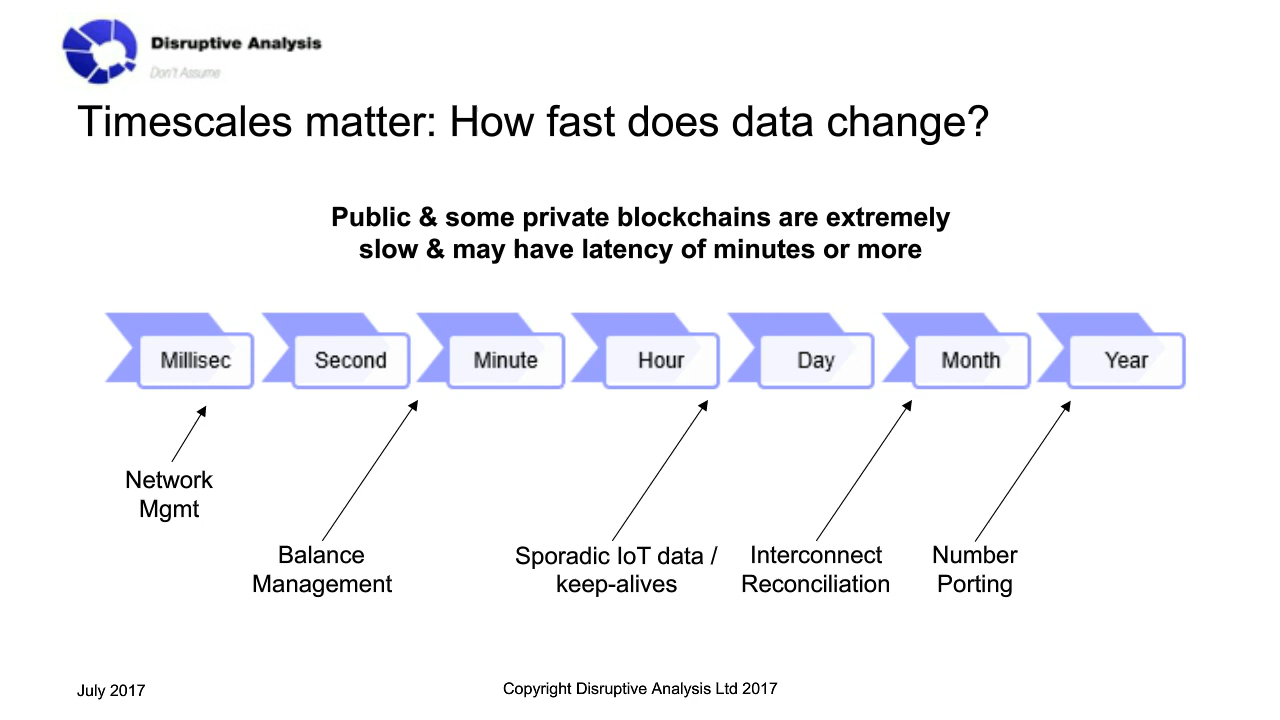 Disruptive Analysis
Don't Assume
Timescales matter: How fast does data change?
Public & some private blockchains are extremely
slow & may have latency of minutes or more
Millisec
Second
Minute
Hour
Day
Month
Year
Network
Mgmt
Balance
Management
Sporadic IoT data /
keep-alives
Interconnect
Reconciliation
Number
Porting
July 2017
Copyright Disruptive Analysis Ltd 2017